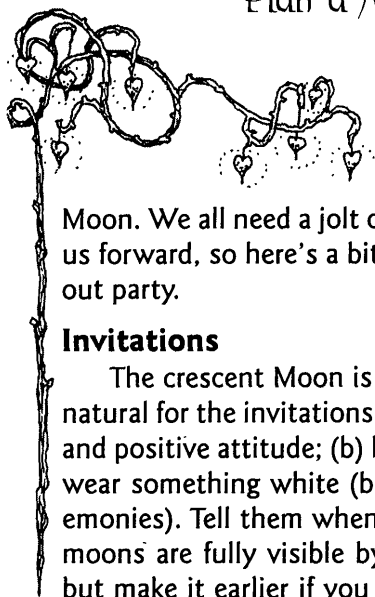 Plan a
Moon. We all need a jolt
us forward, so here's a bit
out party.
Invitations
The crescent Moon is
natural for the invitations
and positive attitude; (b)
wear something white (b
emonies). Tell them when
moons are fully visible by
but make it earlier if you